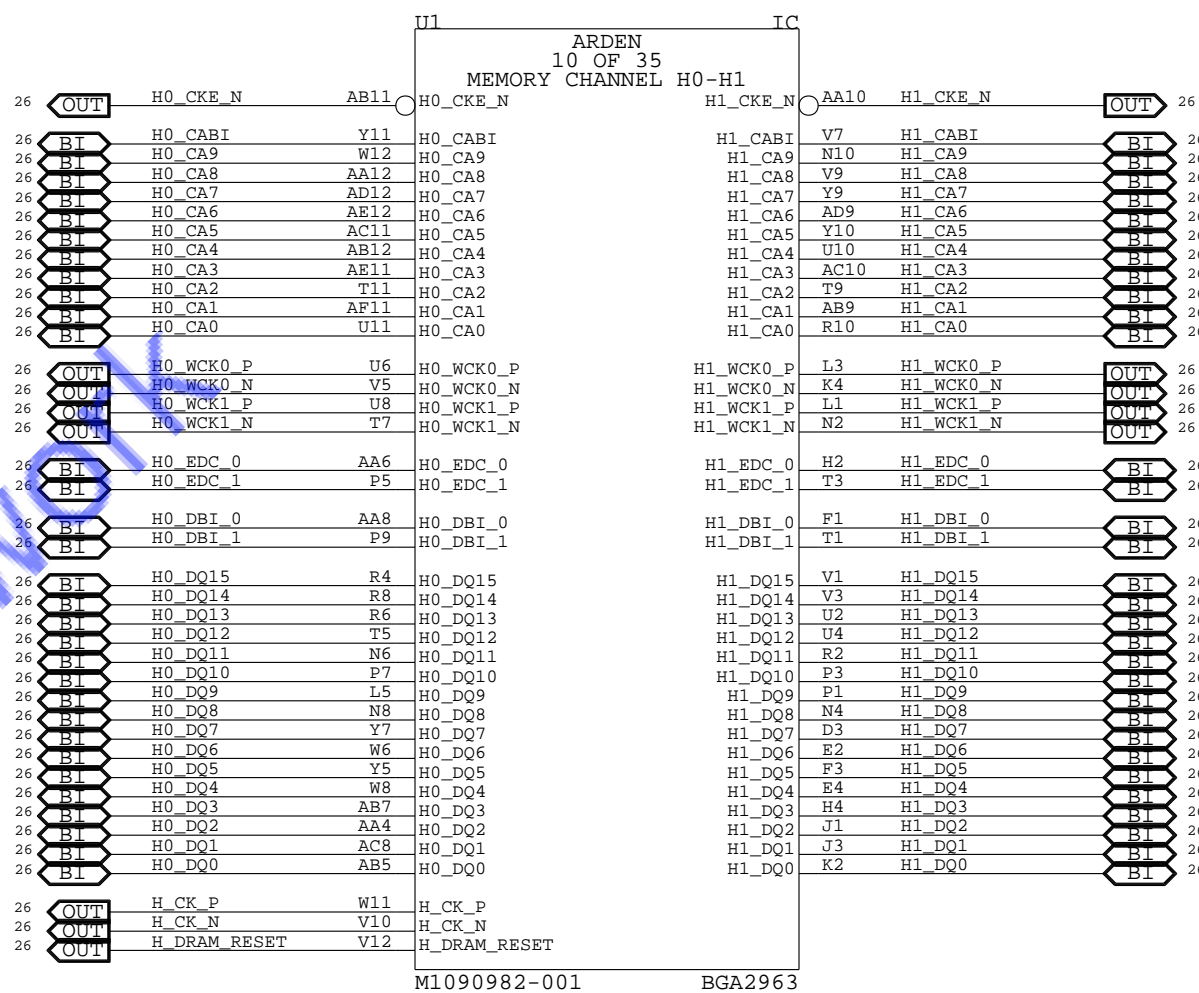 U1 IC
ARDEN
10 OF 35
MEMORY CHANNEL H0-H1
26 OUT H0_CKE_N AB11 H0_CKE_N H1_CKE_N AA10 H1_CKE_N OUT 26
26 BI H0_CABI Y11 H0_CABI H1_CABI V7 H1_CABI BI
26 BI H0_CA9 W12 H0_CA9 H1_CA9 N10 H1_CA9 BI
26 BI H0_CA8 AA12 H0_CA8 H1_CA8 V9 H1_CA8 BI
26 BI H0_CA7 AD12 H0_CA7 H1_CA7 Y9 H1_CA7 BI
26 BI H0_CA6 AE12 H0_CA6 H1_CA6 AD9 H1_CA6 BI
26 BI H0_CA5 AC11 H0_CA5 H1_CA5 Y10 H1_CA5 BI
26 BI H0_CA4 AB12 H0_CA4 H1_CA4 U10 H1_CA4 BI
26 BI H0_CA3 AE11 H0_CA3 H1_CA3 AC10 H1_CA3 BI
26 BI H0_CA2 T11 H0_CA2 H1_CA2 T9 H1_CA2 BI
26 BI H0_CA1 AF11 H0_CA1 H1_CA1 AB9 H1_CA1 BI
26 BI H0_CA0 U11 H0_CA0 H1_CA0 R10 H1_CA0 BI
26 OUT H0_WCK0_P U6 H0_WCK0_P H1_WCK0_P L3 H1_WCK0_P OUT 26
26 OUT H0_WCK0_N V5 H0_WCK0_N H1_WCK0_N K4 H1_WCK0_N OUT 26
26 OUT H0_WCK1_P U8 H0_WCK1_P H1_WCK1_P L1 H1_WCK1_P OUT 26
26 OUT H0_WCK1_N T7 H0_WCK1_N H1_WCK1_N N2 H1_WCK1_N OUT 26
26 BI H0_EDC_0 AA6 H0_EDC_0 H1_EDC_0 H2 H1_EDC_0 BI
26 BI H0_EDC_1 P5 H0_EDC_1 H1_EDC_1 T3 H1_EDC_1 BI
26 BI H0_DBI_0 AA8 H0_DBI_0 H1_DBI_0 F1 H1_DBI_0 BI
26 BI H0_DBI_1 P9 H0_DBI_1 H1_DBI_1 T1 H1_DBI_1 BI
26 BI H0_DQ15 R4 H0_DQ15 H1_DQ15 V1 H1_DQ15 BI
26 BI H0_DQ14 R8 H0_DQ14 H1_DQ14 V3 H1_DQ14 BI
26 BI H0_DQ13 R6 H0_DQ13 H1_DQ13 U2 H1_DQ13 BI
26 BI H0_DQ12 T5 H0_DQ12 H1_DQ12 U4 H1_DQ12 BI
26 BI H0_DQ11 N6 H0_DQ11 H1_DQ11 R2 H1_DQ11 BI
26 BI H0_DQ10 P7 H0_DQ10 H1_DQ10 P3 H1_DQ10 BI
26 BI H0_DQ9 L5 H0_DQ9 H1_DQ9 P1 H1_DQ9 BI
26 BI H0_DQ8 N8 H0_DQ8 H1_DQ8 N4 H1_DQ8 BI
26 BI H0_DQ7 Y7 H0_DQ7 H1_DQ7 D3 H1_DQ7 BI
26 BI H0_DQ6 W6 H0_DQ6 H1_DQ6 E2 H1_DQ6 BI
26 BI H0_DQ5 Y5 H0_DQ5 H1_DQ5 F3 H1_DQ5 BI
26 BI H0_DQ4 W8 H0_DQ4 H1_DQ4 E4 H1_DQ4 BI
26 BI H0_DQ3 AB7 H0_DQ3 H1_DQ3 H4 H1_DQ3 BI
26 BI H0_DQ2 AA4 H0_DQ2 H1_DQ2 J1 H1_DQ2 BI
26 BI H0_DQ1 AC8 H0_DQ1 H1_DQ1 J3 H1_DQ1 BI
26 BI H0_DQ0 AB5 H0_DQ0 H1_DQ0 K2 H1_DQ0 BI
26 OUT H_CK_P W11 H_CK_P
26 OUT H_CK_N V10 H_CK_N
26 OUT H_DRAM_RESET V12 H_DRAM_RESET
M1090982-001 BGA2963